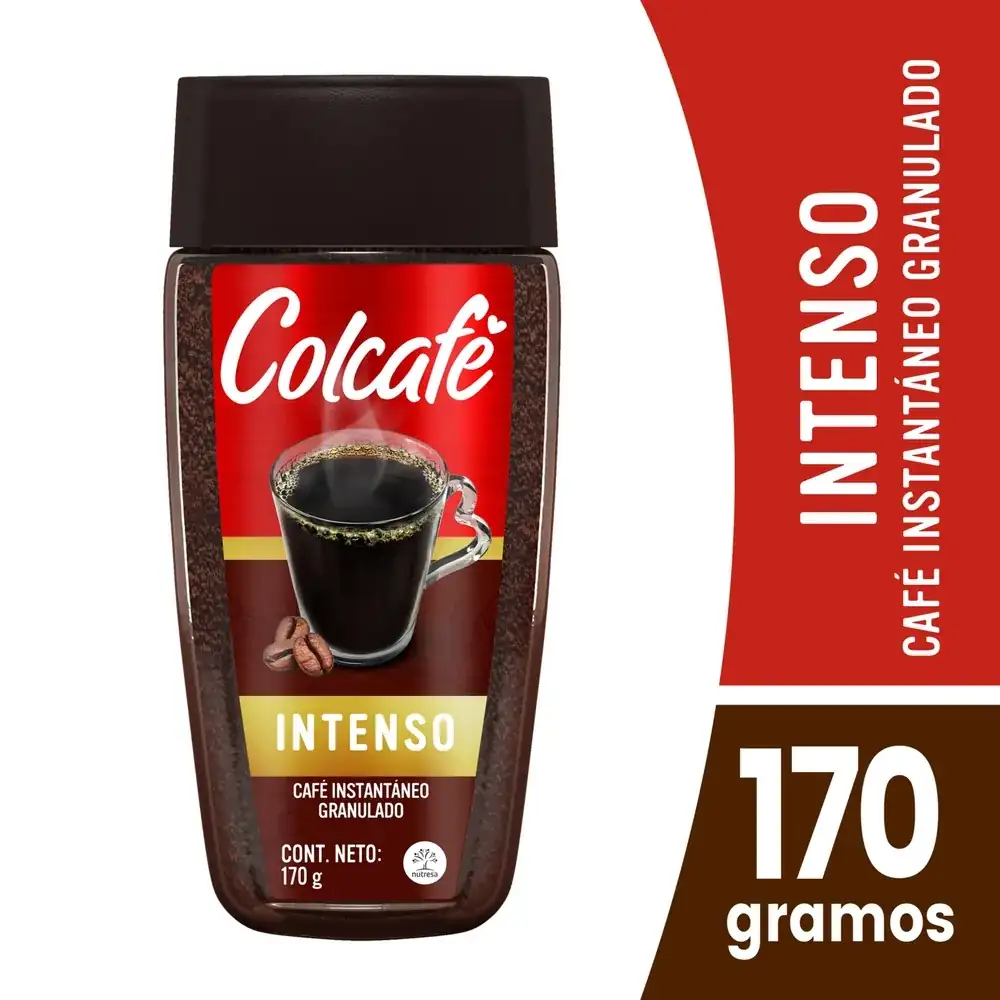 Colcafé
INTENSO
CAFÉ INSTANTÁNEO
GRANULADO
CONT. NETO:
170 g
nutresa
INTENSO
CAFÉ INSTANTÁNEO GRANULADO
170
gramos